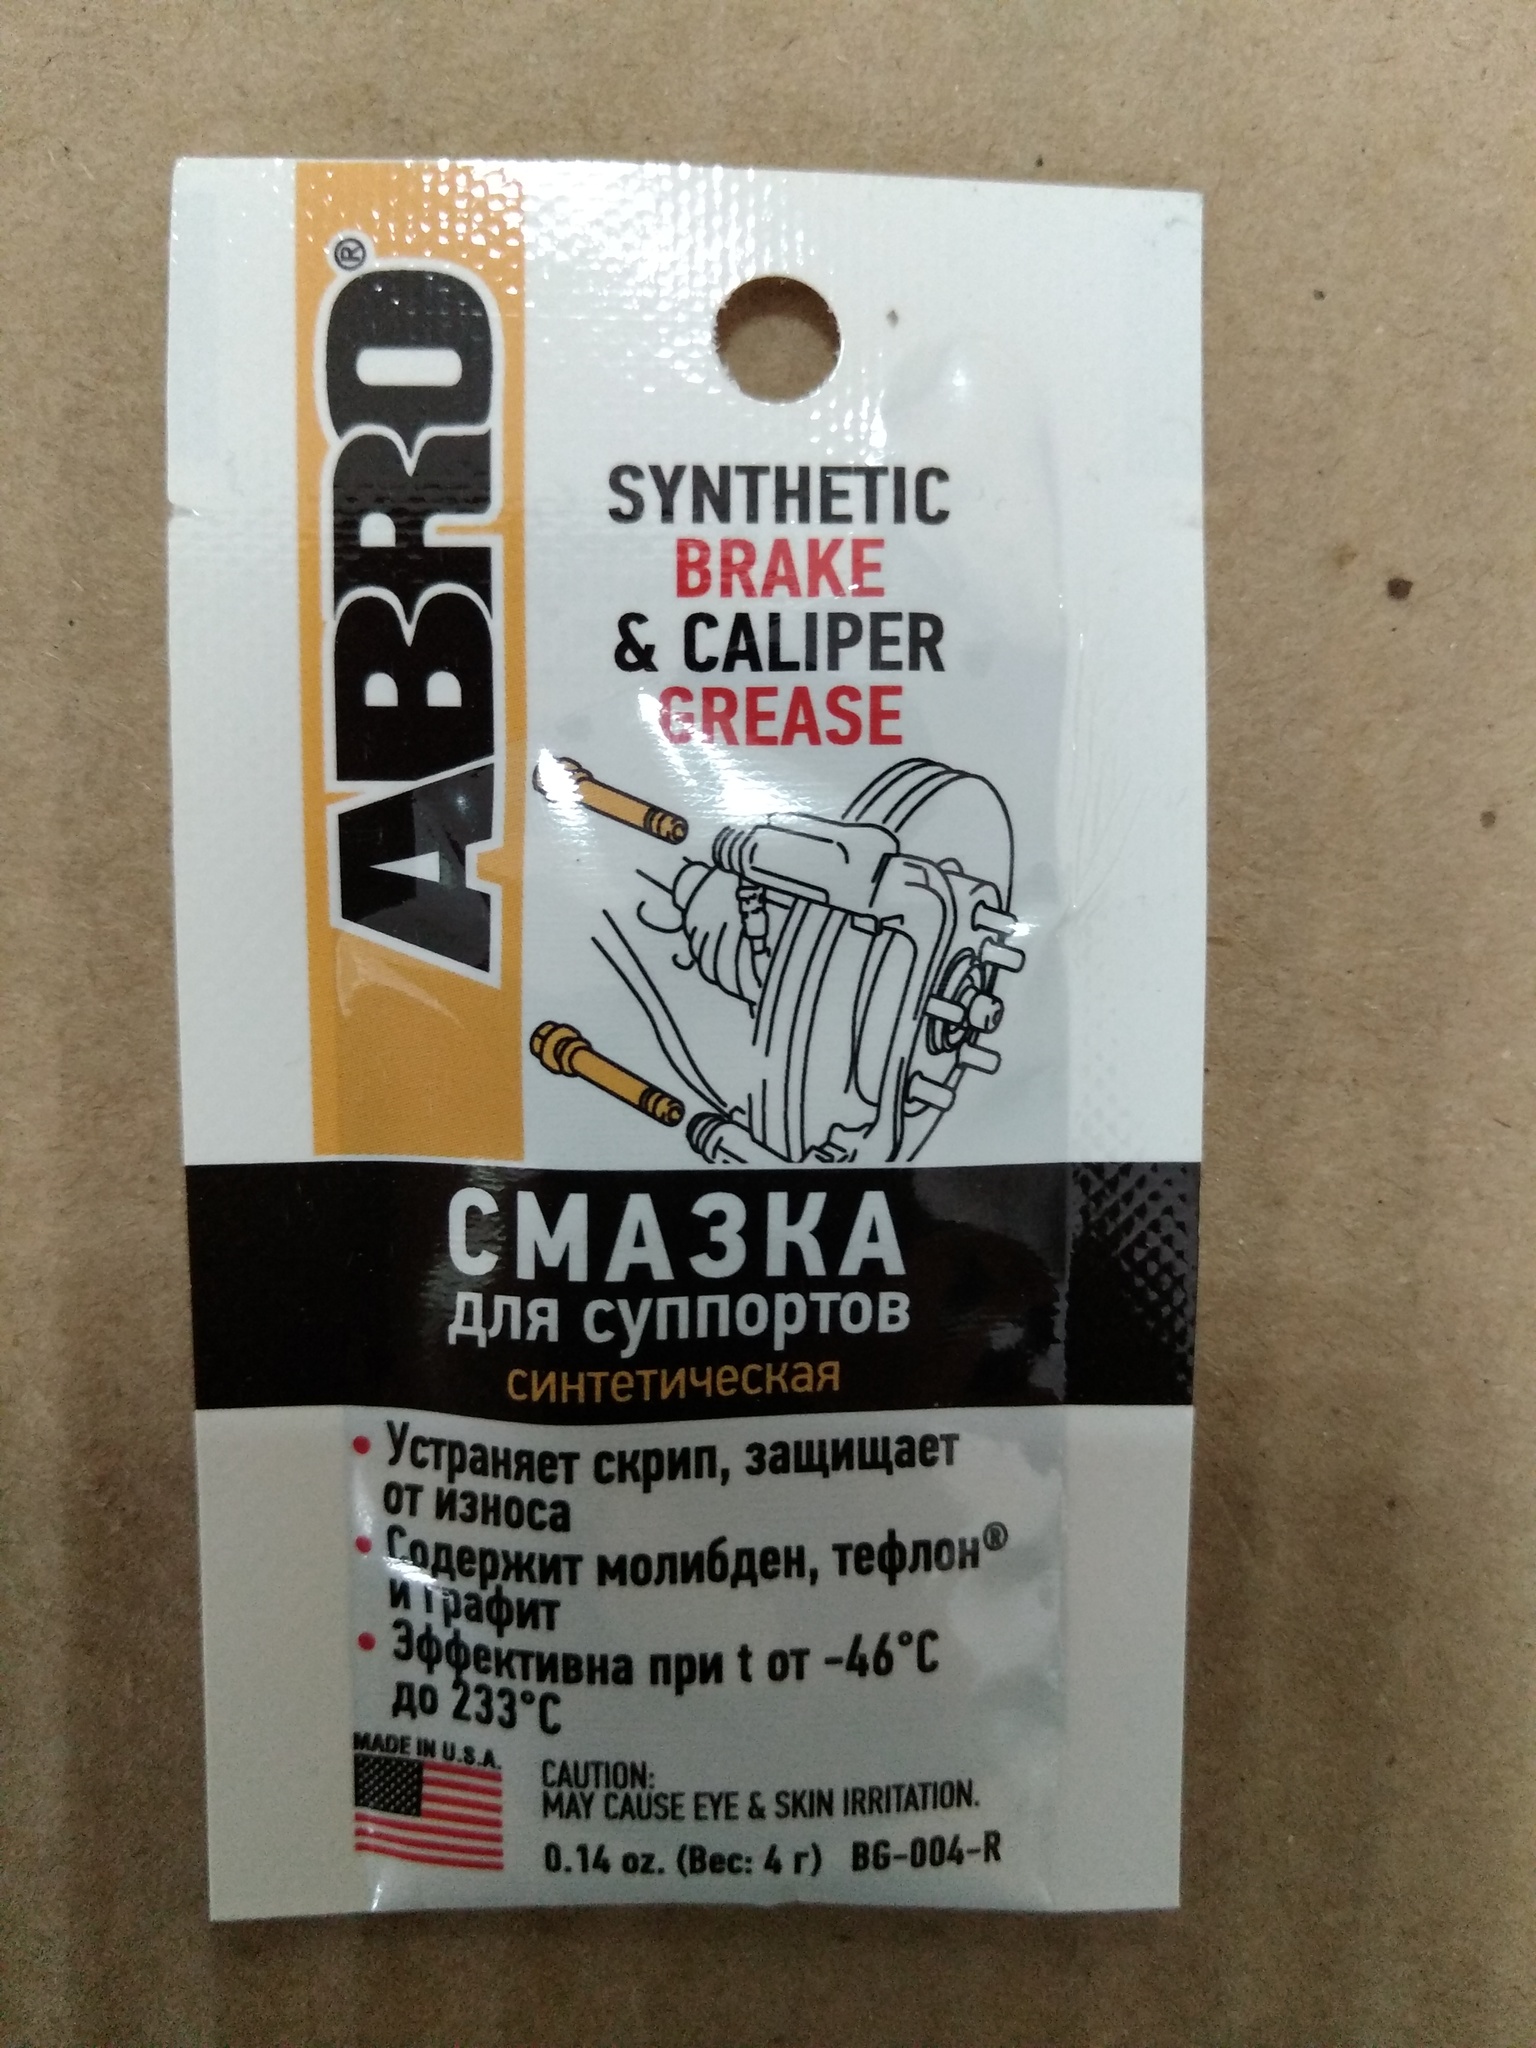 ABRO®
SYNTHETIC
BRAKE
& CALIPER
GREASE
СМАЗКА
для суппортов
синтетическая
• Устраняет скрип, защищает
от износа
• Содержит молибден, тефлон®
и графит
• Эффективна при t от -46°C
до 233°C
MADE IN U.S.A.
CAUTION:
MAY CAUSE EYE & SKIN IRRITATION.
0.14 oz. (Вес: 4 г) BG-004-R